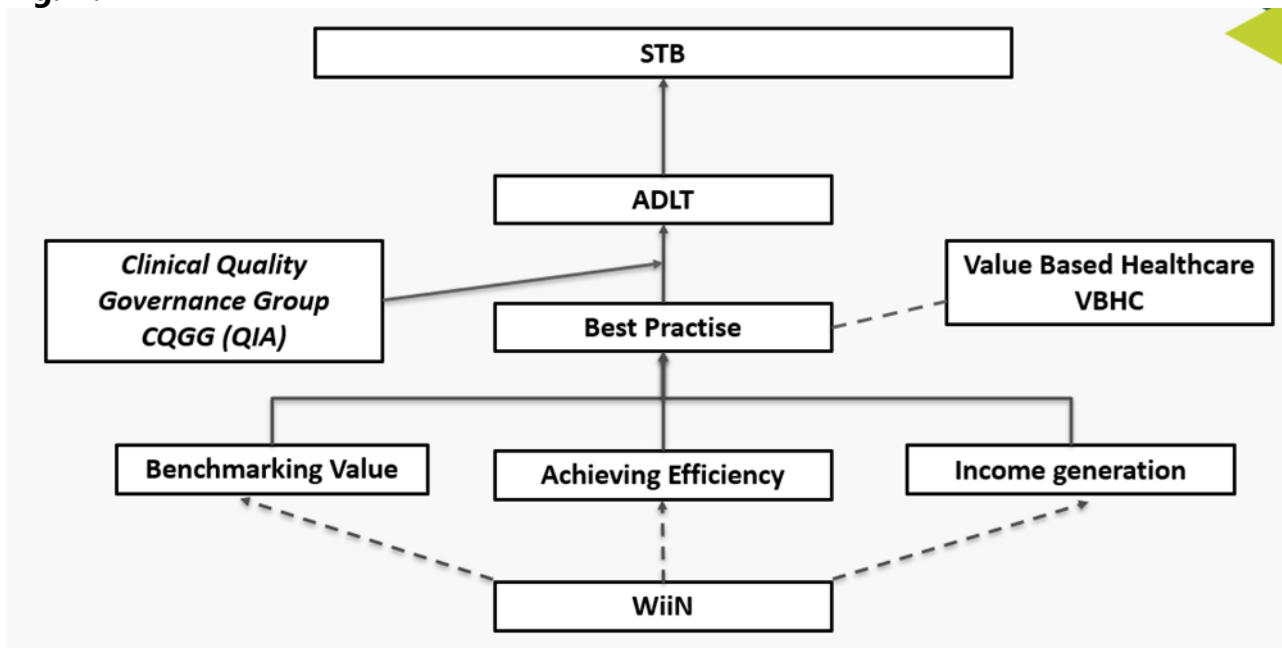 STB
ADLT
Clinical Quality
Governance Group
CQGG (QIA)
Value Based Healthcare
VBHC
Best Practise
Benchmarking Value
Achieving Efficiency
Income generation
WiiN